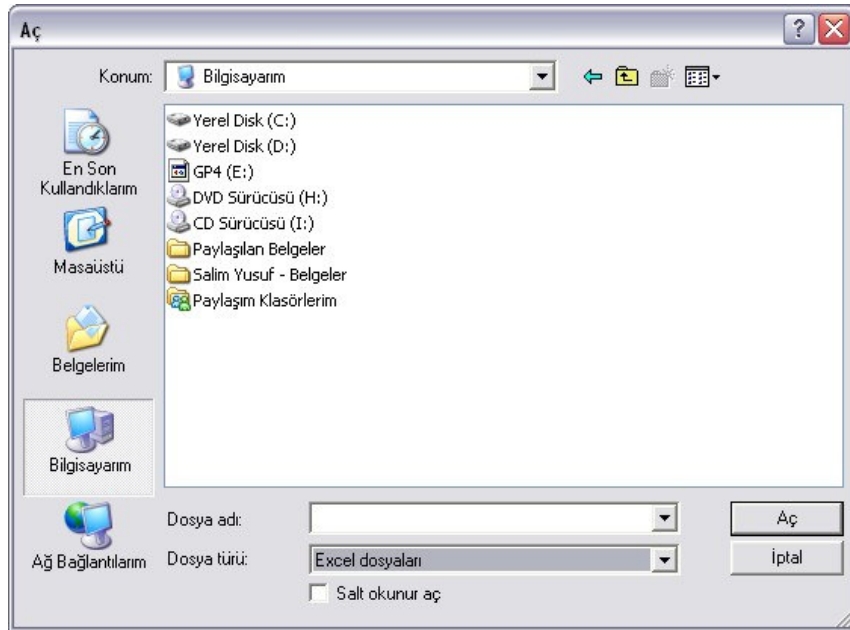 Aç
Konum: Bilgisayarım
Yerel Disk (C:)
Yerel Disk (D:)
GP4 (E:)
DVD Sürücüsü (H:)
CD Sürücüsü (I:)
Paylaşılan Belgeler
Salim Yusuf - Belgeler
Paylaşım Klasörlerim
En Son
Kullandıklarım
Masaüstü
Belgelerim
Bilgisayarım
Ağ Bağlantılarım
Dosya adı:
Aç
Dosya türü: Excel dosyaları
İptal
Salt okunur aç